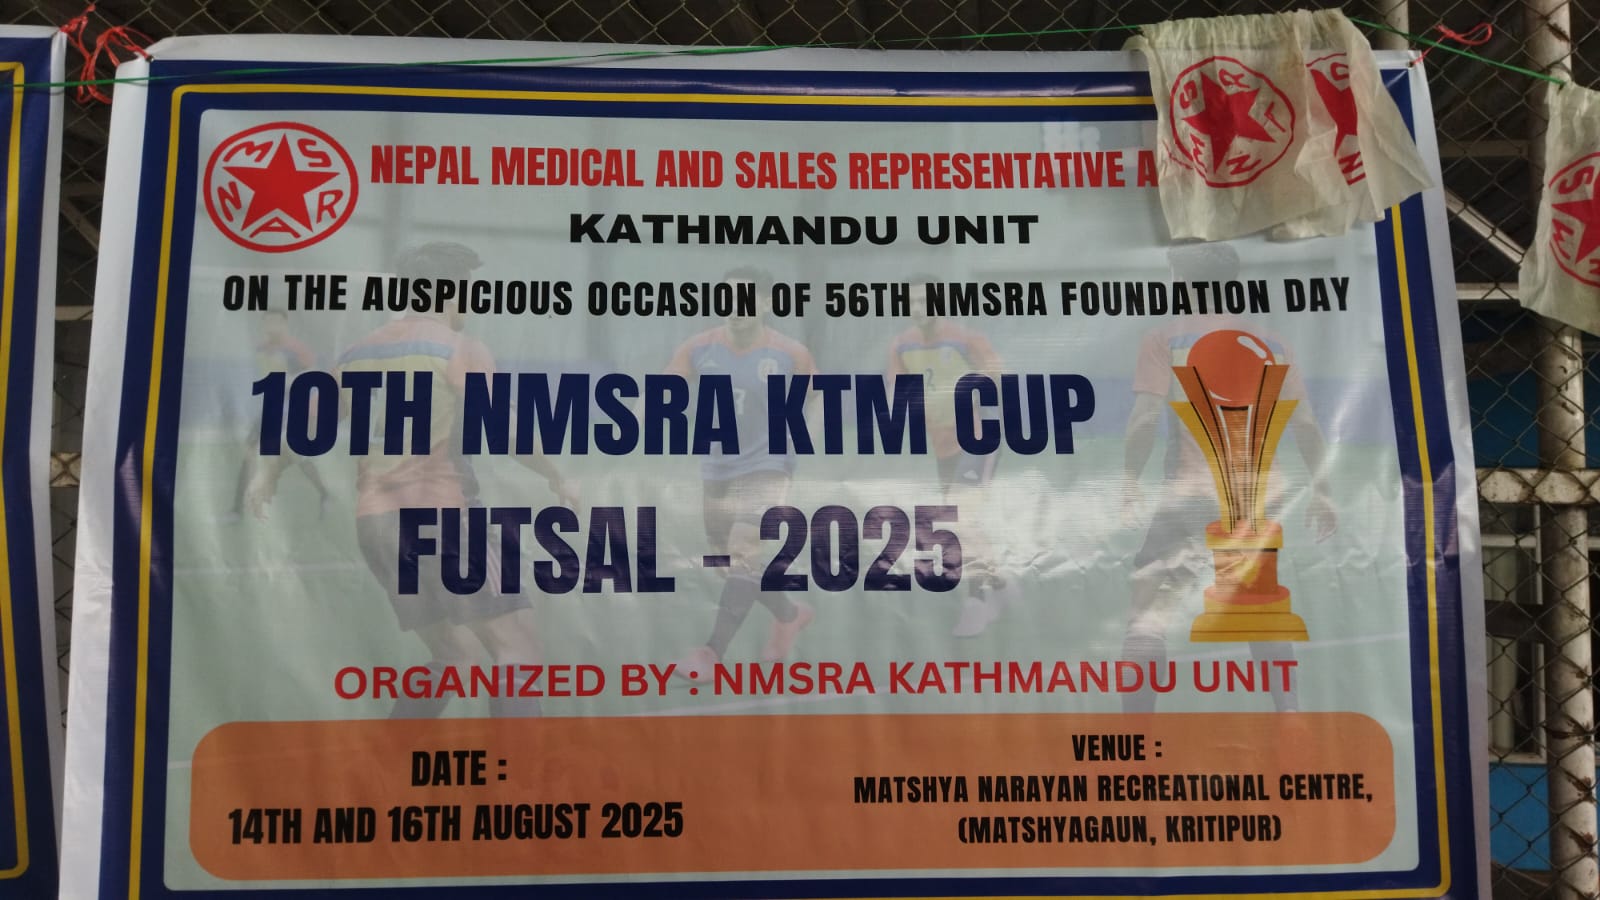 NMSRA
NEPAL MEDICAL AND SALES REPRESENTATIVE A
KATHMANDU UNIT
ON THE AUSPICIOUS OCCASION OF 56TH NMSRA FOUNDATION DAY
10TH NMSRA KTM CUP
FUTSAL - 2025
ORGANIZED BY : NMSRA KATHMANDU UNIT
DATE :
14TH AND 16TH AUGUST 2025
VENUE :
MATSHYA NARAYAN RECREATIONAL CENTRE,
(MATSHYAGAUN, KRITIPUR)